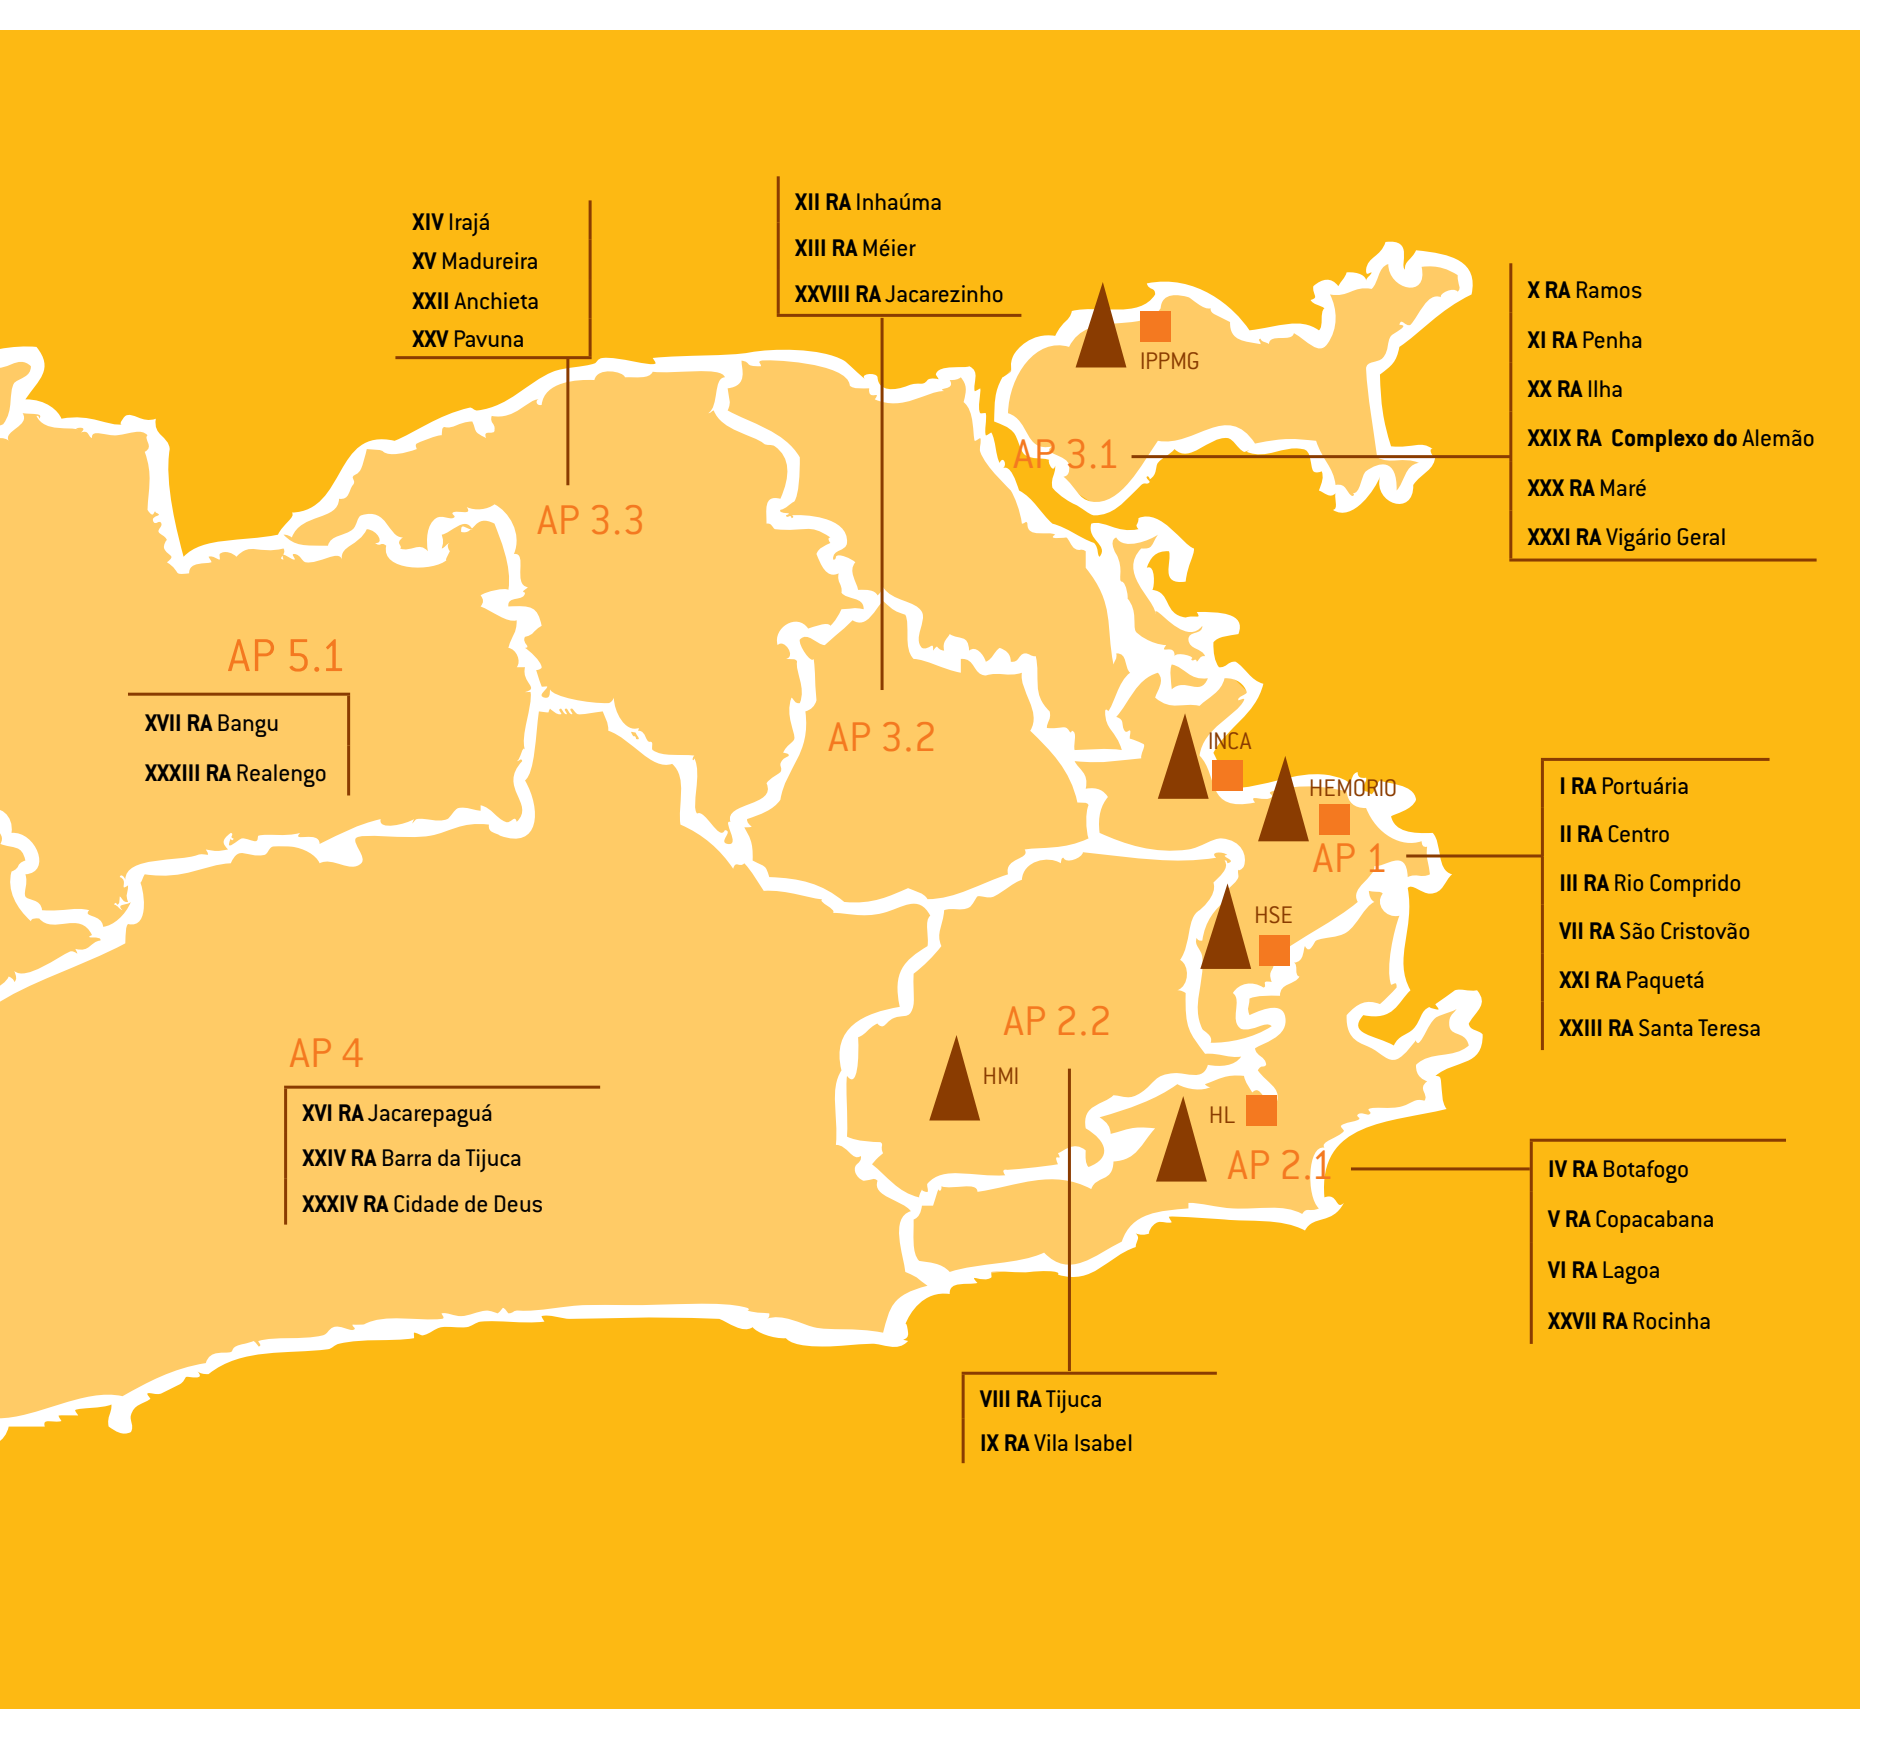 XIV Irajá
XV Madureira
XXII Anchieta
XXV Pavuna
AP 3.3
XII RA Inhaúma
XIII RA Méier
XXVIII RA Jacarezinho
AP 3.2
IPPMG
AP 3.1
X RA Ramos
XI RA Penha
XX RA Ilha
XXIX RA Complexo do Alemão
XXX RA Maré
XXXI RA Vigário Geral
AP 5.1
XVII RA Bangu
XXXIII RA Realengo
INCA
HEMORIO
AP 1
HSE
I RA Portuária
II RA Centro
III RA Rio Comprido
VII RA São Cristovão
XXI RA Paquetá
XXIII RA Santa Teresa
AP 4
XVI RA Jacarepaguá
XXIV RA Barra da Tijuca
XXXIV RA Cidade de Deus
AP 2.2
HMI
HL
AP 2.1
IV RA Botafogo
V RA Copacabana
VI RA Lagoa
XXVII RA Rocinha
VIII RA Tijuca
IX RA Vila Isabel